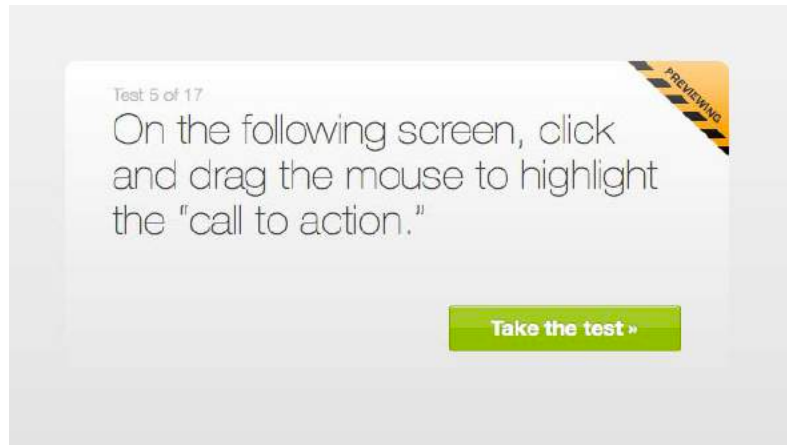 Test 5 of 17
PREVIEWING
On the following screen, click
and drag the mouse to highlight
the "call to action."
Take the test »